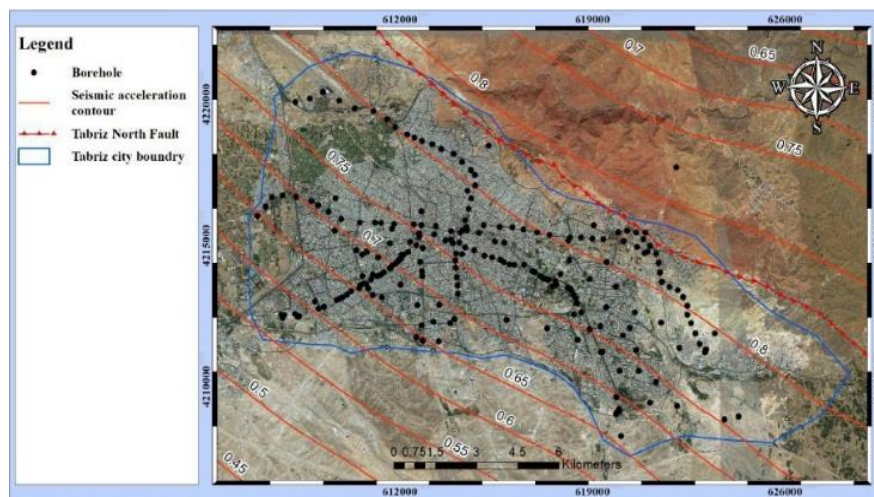 612000
619000
626000
Legend
Borehole
Seismic acceleration
contour
Tabriz North Fault
Tabriz city boundry
N
W
E
S
4220000
4215000
4210000
0.7
0.65
0.8
0.75
0.75
0.7
0.8
0.65
0.5
0.6
0.55
0.45
0 0.75 1.5 3 4.5 6
Kilometers
612000
619000
626000